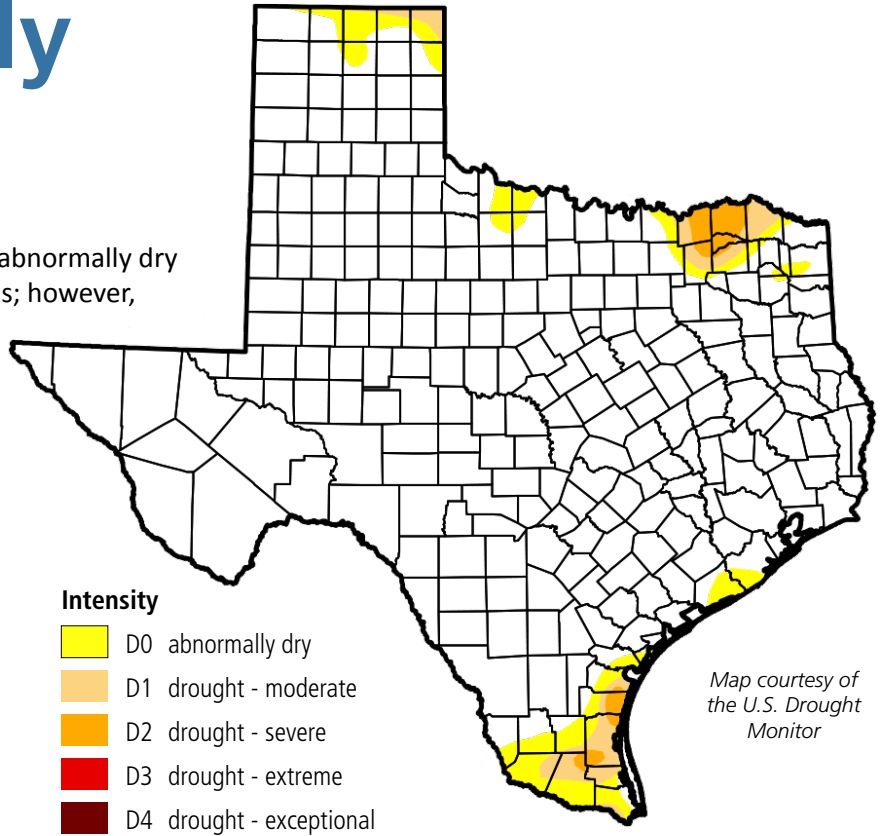 ly
abnormally dry
s; however,
Intensity
D0 abnormally dry
D1 drought - moderate
D2 drought - severe
D3 drought - extreme
D4 drought - exceptional
Map courtesy of
the U.S. Drought
Monitor